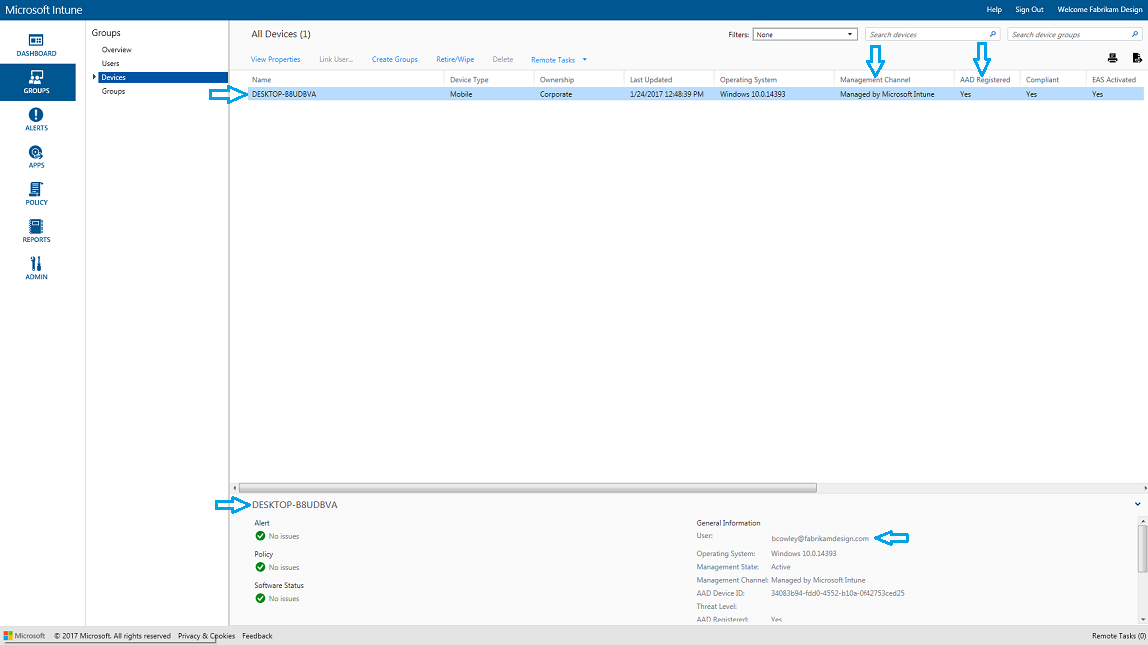 Microsoft Intune
Help Sign Out Welcome Fabrikam Design
DASHBOARD
GROUPS
ALERTS
APPS
POLICY
REPORTS
ADMIN
Groups
Overview
Users
Devices
Groups
All Devices (1)
Filters: None
Search devices
Search device groups
View Properties Link User... Create Groups Retire/Wipe Delete Remote Tasks
Name Device Type Ownership Last Updated Operating System Management Channel AAD Registered Compliant EAS Activated
DESKTOP-B8UDBVA Mobile Corporate 1/24/2017 12:48:39 PM Windows 10.0.14393 Managed by Microsoft Intune Yes Yes Yes
DESKTOP-B8UDBVA
Alert
No issues
Policy
No issues
Software Status
No issues
General Information
User: bcowley@fabrikamdesign.com
Operating System: Windows 10.0.14393
Management State: Active
Management Channel: Managed by Microsoft Intune
AAD Device ID: 34083b94-fdd0-4552-b10a-0f42753ced25
Threat Level:
AAD Registered: Yes
Microsoft © 2017 Microsoft. All rights reserved Privacy & Cookies Feedback
Remote Tasks (0)